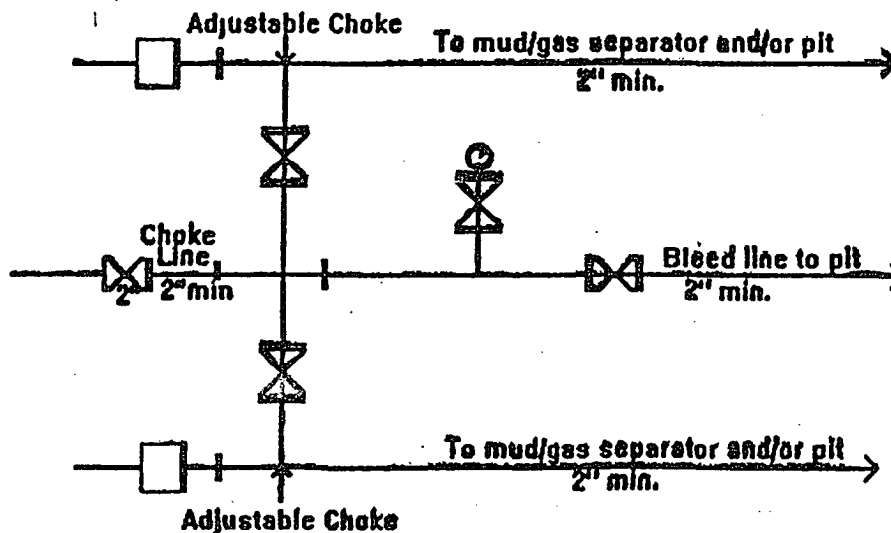 Adjustable Choke
To mud/gas separator and/or pit
2" min.
Choke
Line
2" 2" min
Bleed line to pit
2" min.
To mud/gas separator and/or pit
2" min.
Adjustable Choke